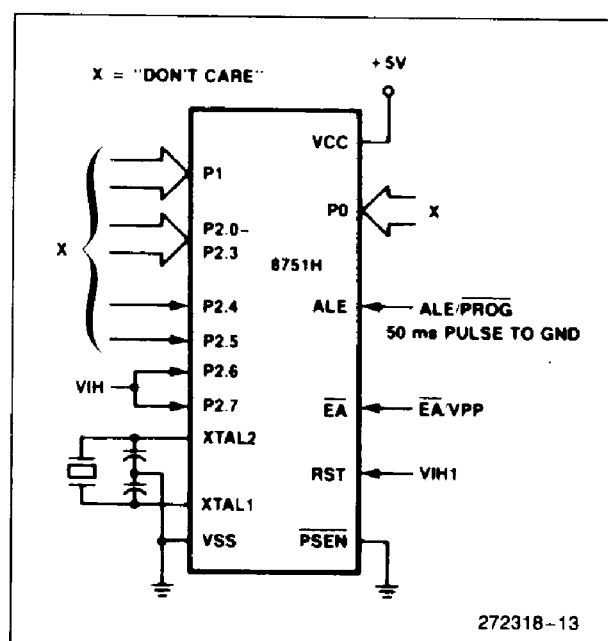 X = "DON'T CARE"
+5V
VCC
P1
P0
X
P2.0–
P2.3
X
8751H
P2.4
ALE
ALE/PROG
50 ms PULSE TO GND
P2.5
P2.6
VIH
P2.7
EA
EA/VPP
XTAL2
RST
VIH1
XTAL1
VSS
PSEN
272318–13